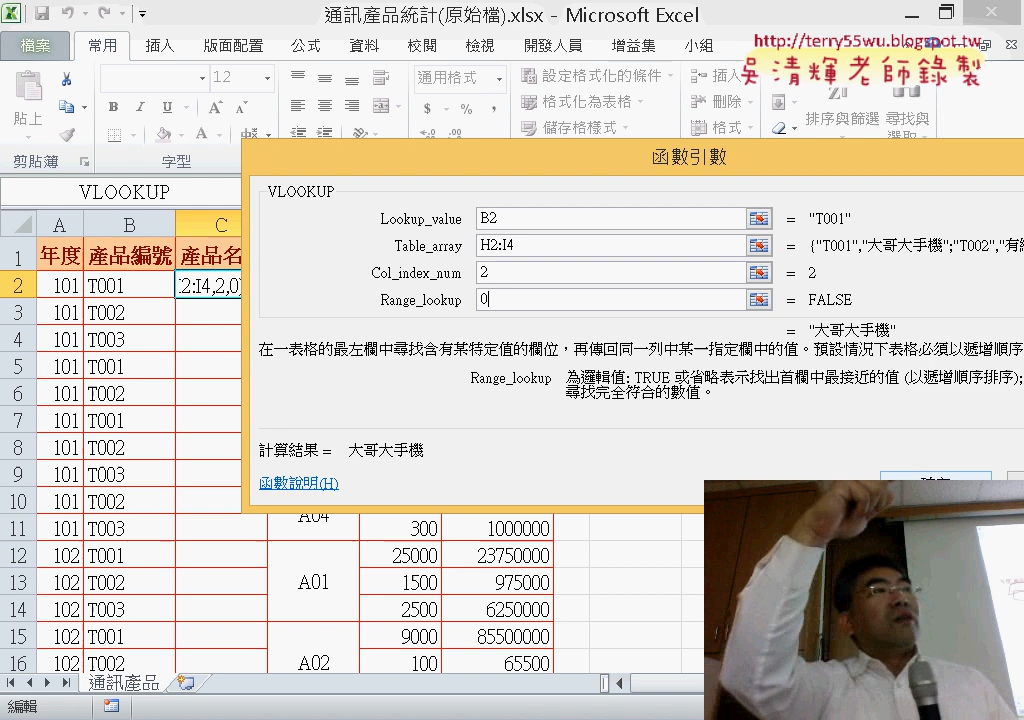 通訊產品統計(原始檔).xlsx - Microsoft Excel
檔案 常用 插入 版面配置 公式 資料 校閱 檢視 開發人員 增益集 小組
http://terry55wu.blogspot.tw
吳清輝老師錄製
12 通用格式 設定格式化的條件 插入
貼上 B I U A A $ % , 格式化為表格 刪除
儲存格樣式 格式 排序與篩選 尋找與
選取
剪貼簿 字型
VLOOKUP
函數引數
VLOOKUP
Lookup_value B2 = "T001"
Table_array H2:I4 = {"T001","大哥大手機";"T002","有
Col_index_num 2 = 2
Range_lookup 0 = FALSE
= "大哥大手機"
在一表格的最左欄中尋找含有某特定值的欄位，再傳回同一列中某一指定欄中的值。預設情況下表格必須以遞增順序
Range_lookup 為邏輯值: TRUE 或省略表示找出首欄中最接近的值 (以遞增順序排序);
尋找完全符合的數值。
計算結果 = 大哥大手機
函數說明(H)
A B C
1 年度 產品編號 產品名
2 101 T001 :2:I4,2,0)
3 101 T002
4 101 T003
5 101 T001
6 101 T002
7 101 T001
8 101 T002
9 101 T003
10 101 T002
A04
11 101 T003 300 1000000
12 102 T001 25000 23750000
13 102 T002 A01 1500 975000
14 102 T003 2500 6250000
15 102 T001 9000 85500000
16 102 T002 A02 100 65500
通訊產品
編輯